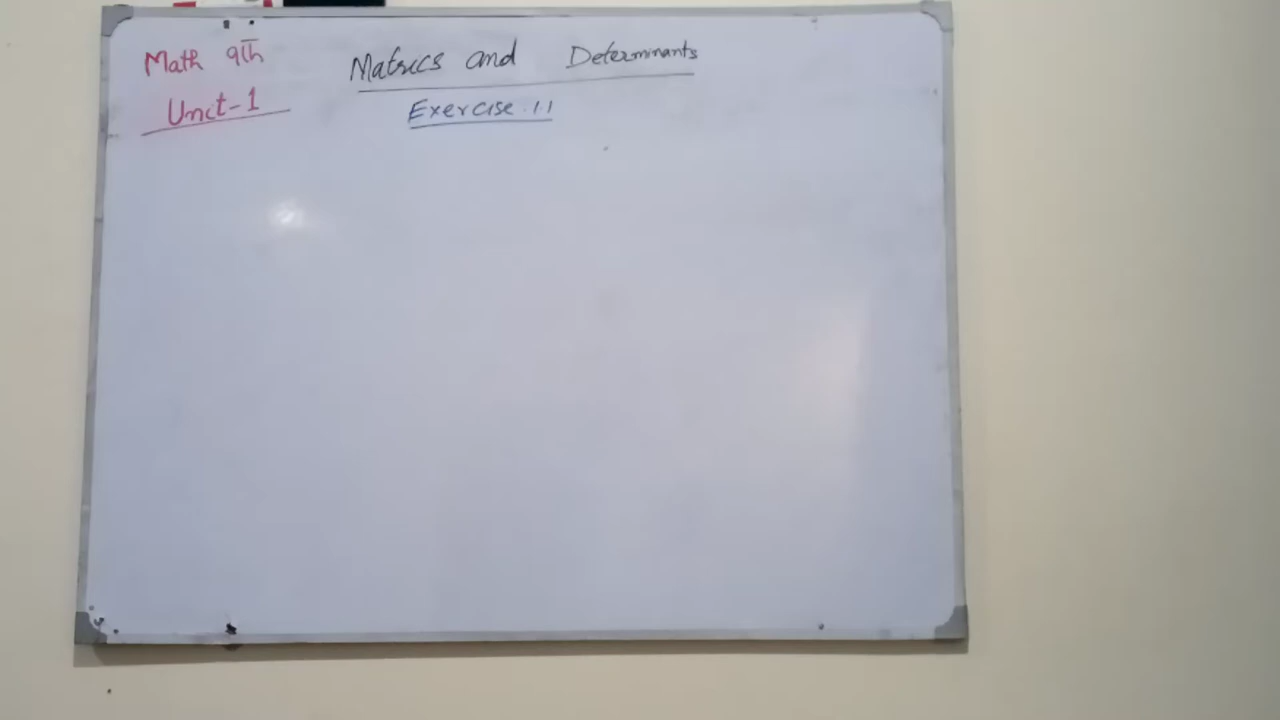 Math 9th
Matrics and Determinants
Unit-1
Exercise 1.1